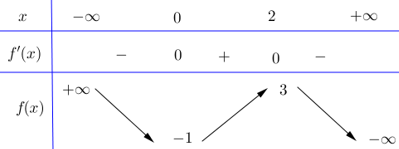 x −∞ 0 2 +∞
f′(x) − 0 + 0 −
+∞ 3
f(x)
−1 −∞